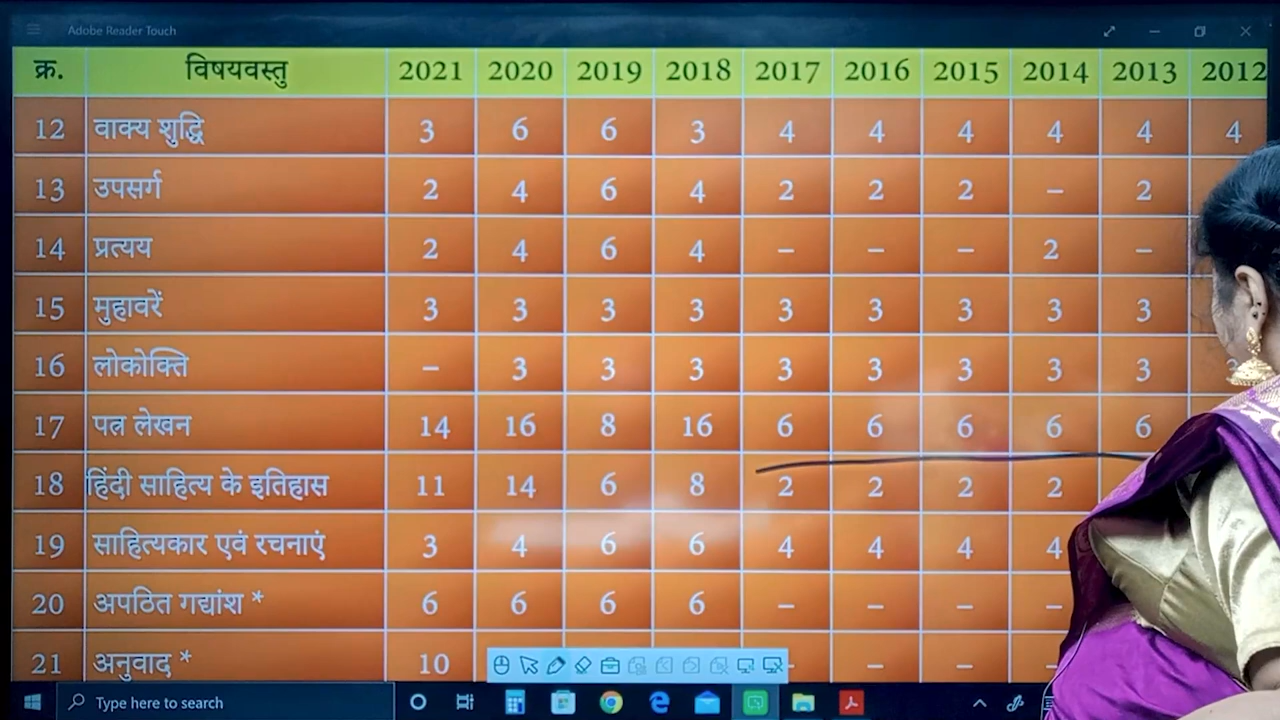 Adobe Reader Touch
क्र. विषयवस्तु 2021 2020 2019 2018 2017 2016 2015 2014 2013 2012
12 वाक्य शुद्धि 3 6 6 3 4 4 4 4 4 4
13 उपसर्ग 2 4 6 4 2 2 2 – 2
14 प्रत्यय 2 4 6 4 – – – 2 –
15 मुहावरें 3 3 3 3 3 3 3 3 3
16 लोकोक्ति – 3 3 3 3 3 3 3 3
17 पत्र लेखन 14 16 8 16 6 6 6 6 6
18 हिंदी साहित्य के इतिहास 11 14 6 8 2 2 2 2
19 साहित्यकार एवं रचनाएं 3 4 6 6 4 4 4 4
20 अपठित गद्यांश * 6 6 6 6 – – – –
21 अनुवाद * 10 – – – –
Type here to search